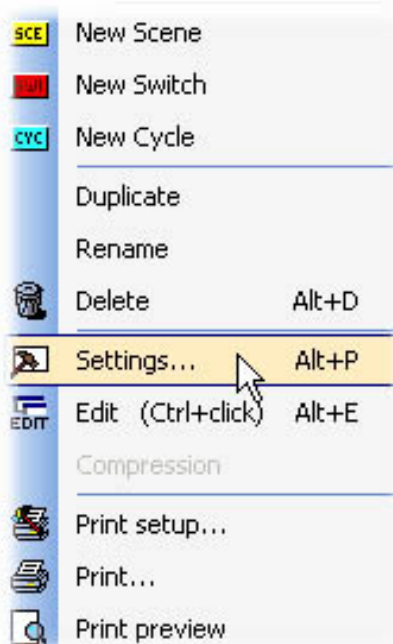 SCE New Scene
SWI New Switch
CYC New Cycle
Duplicate
Rename
Delete Alt+D
Settings... Alt+P
EDIT Edit (Ctrl+click) Alt+E
Compression
Print setup...
Print...
Print preview